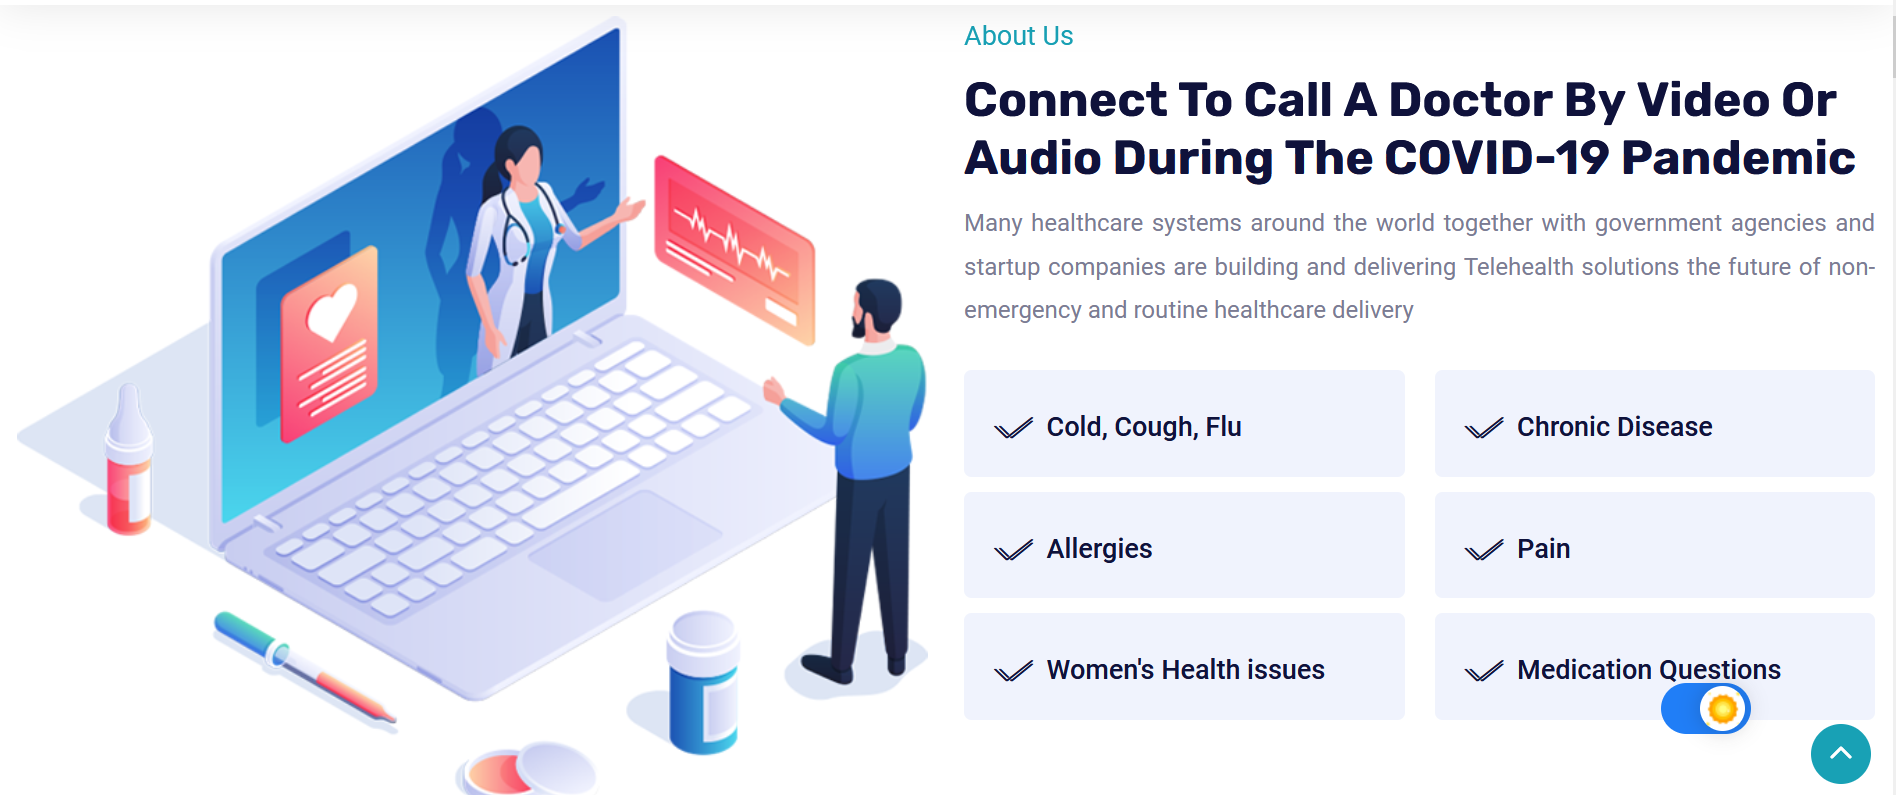 About Us
Connect To Call A Doctor By Video Or
Audio During The COVID-19 Pandemic
Many healthcare systems around the world together with government agencies and
startup companies are building and delivering Telehealth solutions the future of non-
emergency and routine healthcare delivery
Cold, Cough, Flu
Chronic Disease
Allergies
Pain
Women's Health issues
Medication Questions